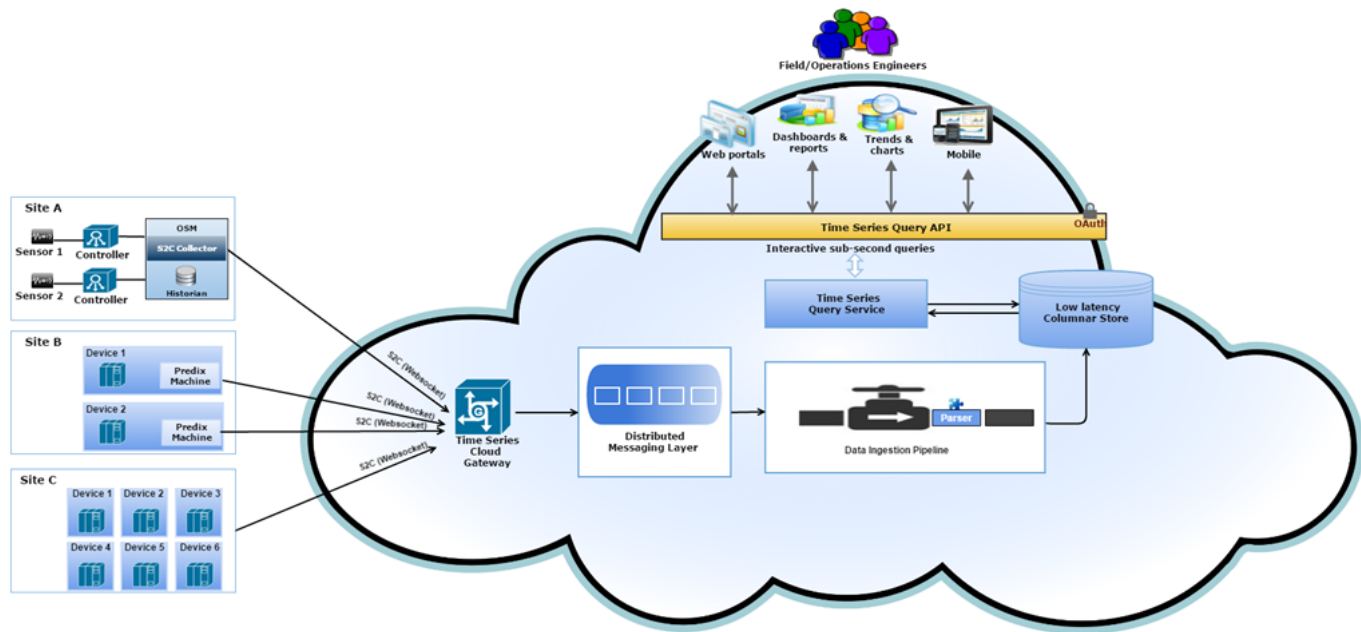 Field/Operations Engineers
Web portals
Dashboards &
reports
Trends &
charts
Mobile
Time Series Query API
OAuth
Interactive sub-second queries
Time Series
Query Service
Low latency
Columnar Store
Site A
Sensor 1
Controller
OSM
S2C Collector
Sensor 2
Controller
Historian
Site B
Device 1
Predix
Machine
Device 2
Predix
Machine
Site C
Device 1
Device 2
Device 3
Device 4
Device 5
Device 6
S2C (Websocket)
S2C (Websocket)
S2C (Websocket)
S2C (Websocket)
G
Time Series
Cloud
Gateway
Distributed
Messaging Layer
Parser
Data Ingestion Pipeline